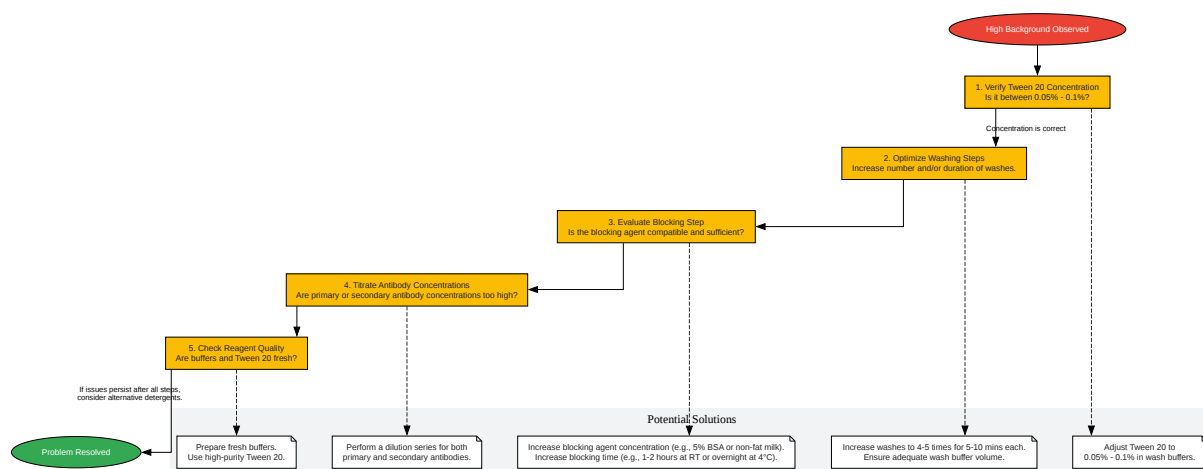 High Background Observed
1. Verify Tween 20 Concentration
Is it between 0.05% - 0.1%?
Concentration is correct
2. Optimize Washing Steps
Increase number and/or duration of washes.
3. Evaluate Blocking Step
Is the blocking agent compatible and sufficient?
4. Titrate Antibody Concentrations
Are primary or secondary antibody concentrations too high?
5. Check Reagent Quality
Are buffers and Tween 20 fresh?
If issues persist after all steps,
consider alternative detergents.
Potential Solutions
Problem Resolved
Prepare fresh buffers.
Use high-purity Tween 20.
Perform a dilution series for both
primary and secondary antibodies.
Increase blocking agent concentration (e.g., 5% BSA or non-fat milk).
Increase blocking time (e.g., 1-2 hours at RT or overnight at 4°C).
Increase washes to 4-5 times for 5-10 mins each.
Ensure adequate wash buffer volume.
Adjust Tween 20 to
0.05% - 0.1% in wash buffers.